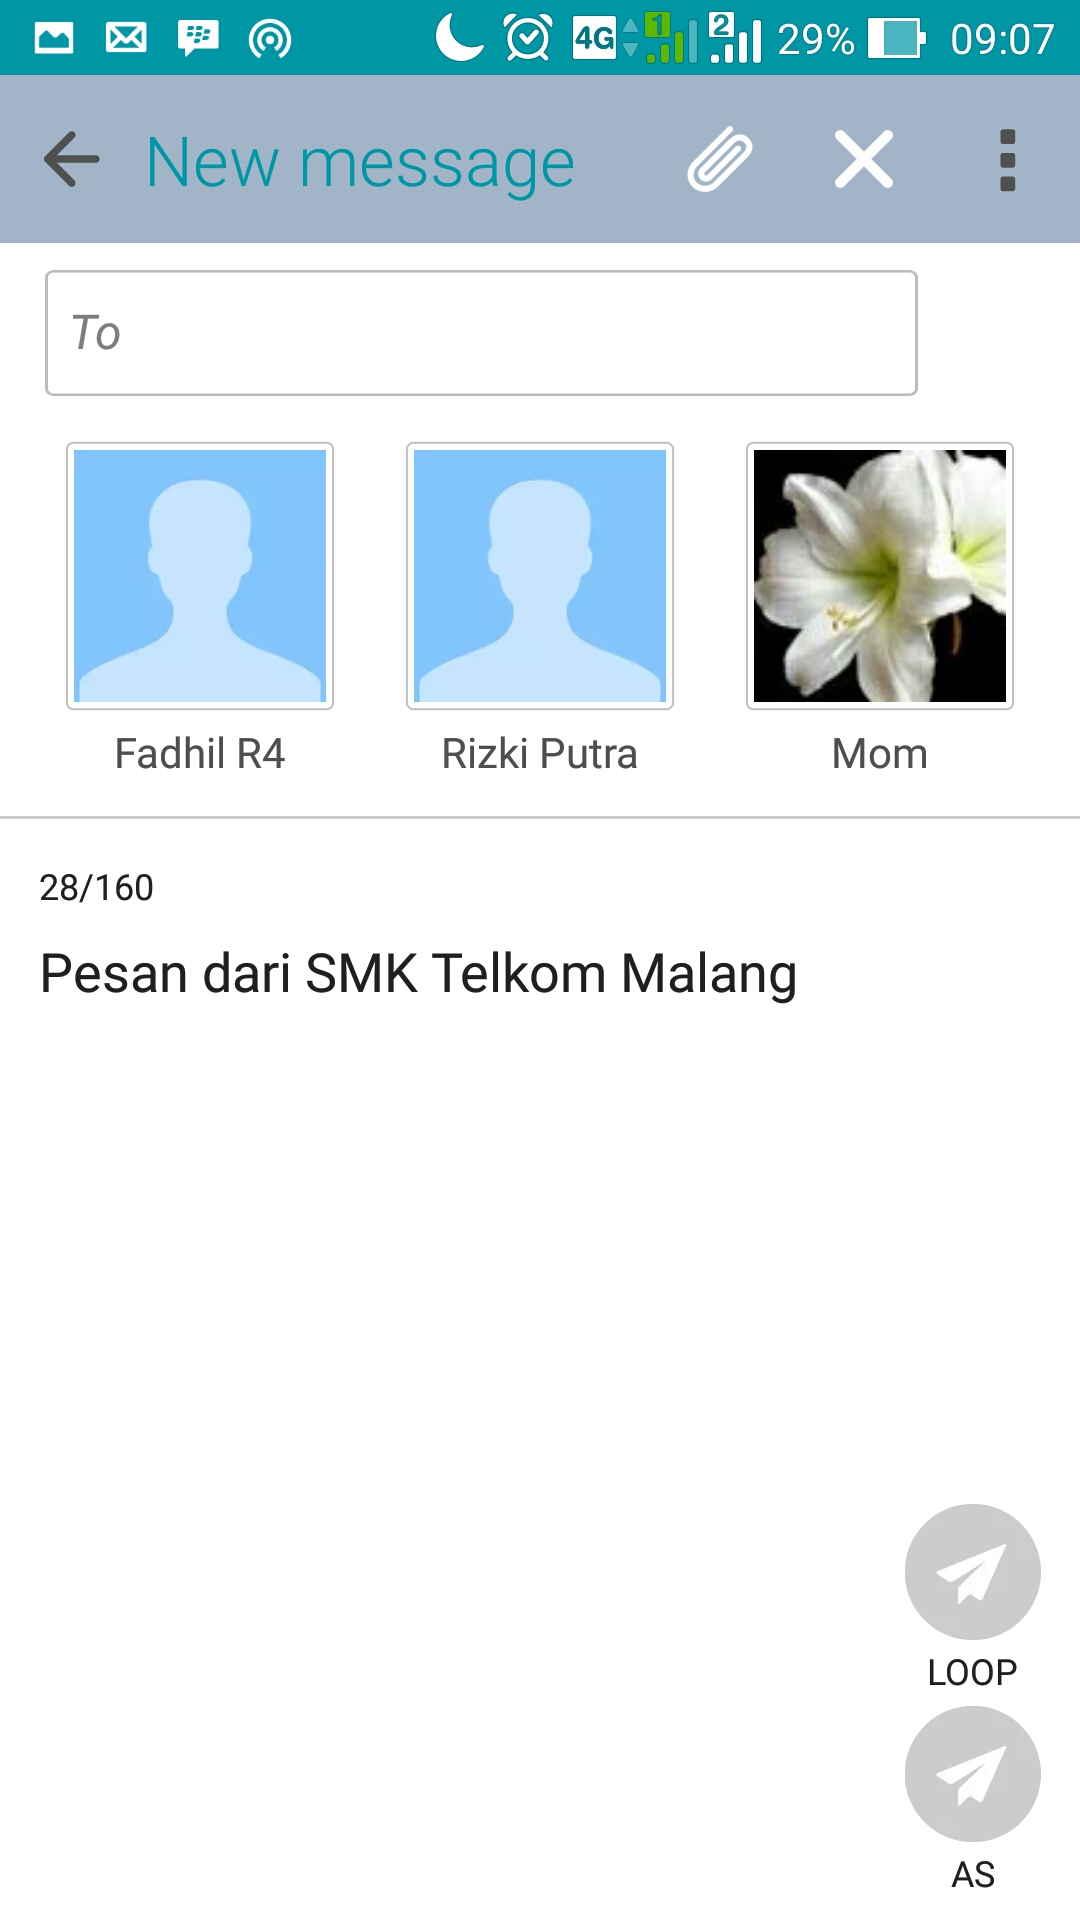 4G 1 2 29% 09:07
New message
To
Fadhil R4 Rizki Putra Mom
28/160
Pesan dari SMK Telkom Malang
LOOP
AS